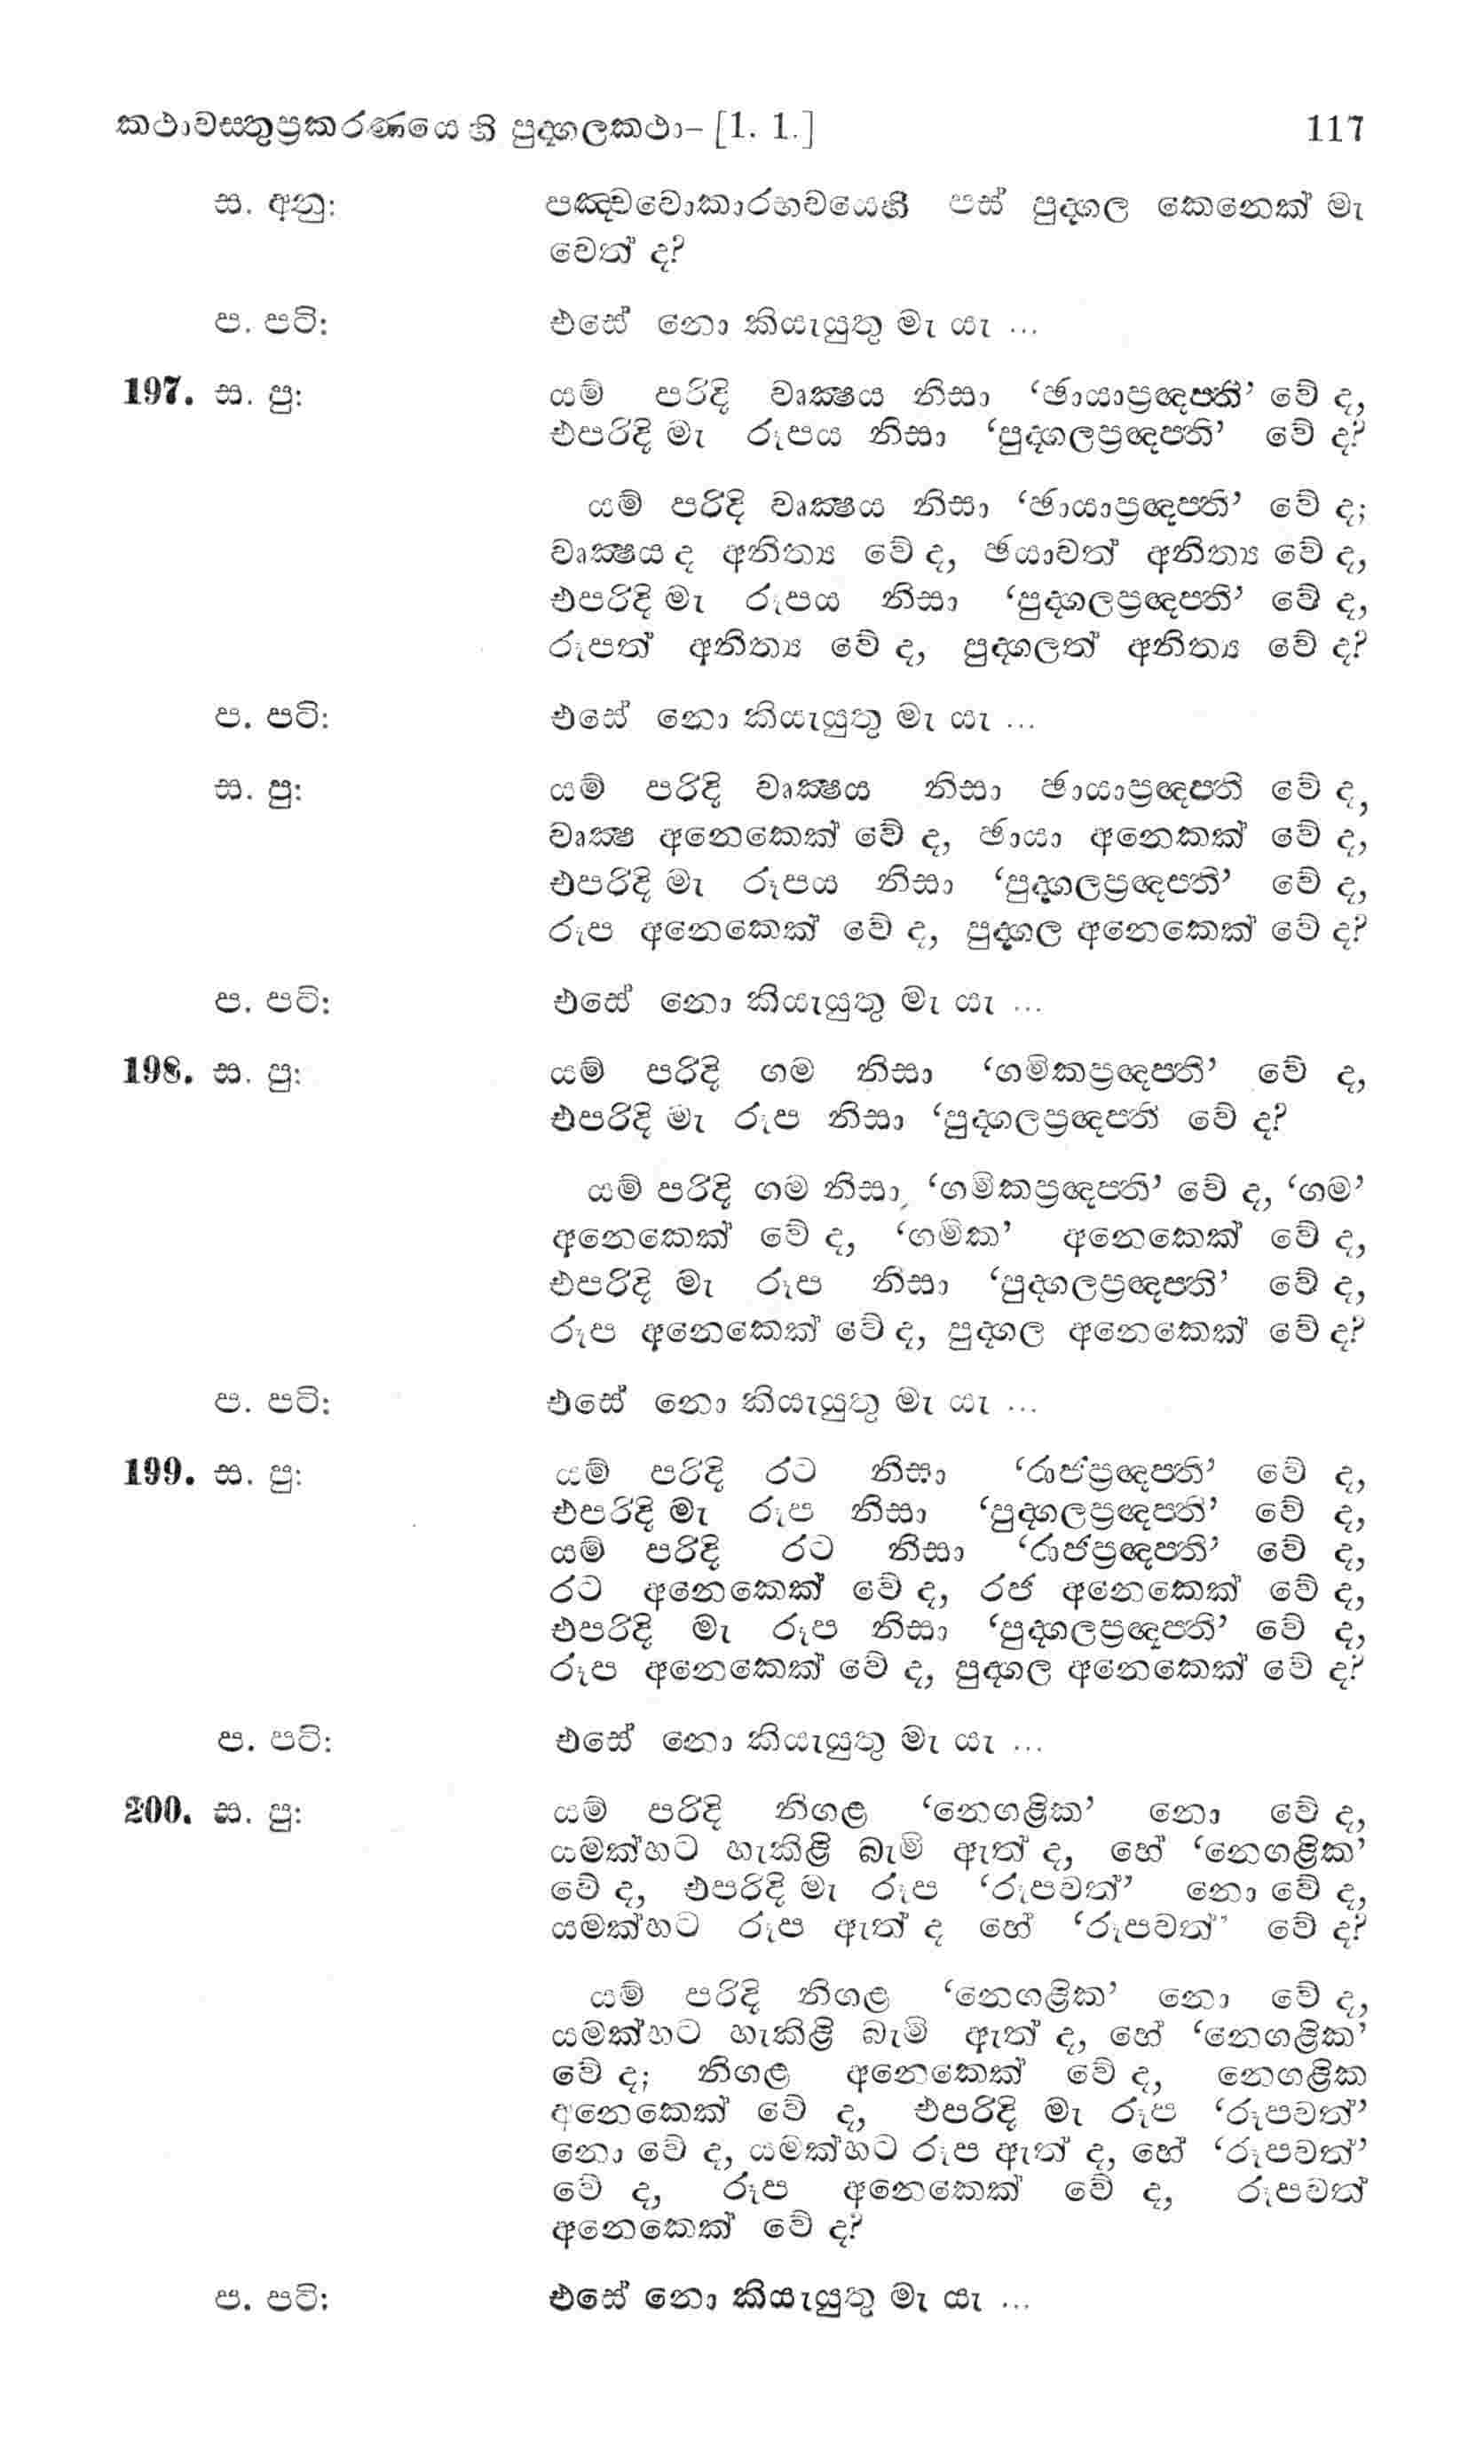 කථාවස්තුප්‍රකරණයෙහි පුද්ගලකථා– [1. 1.] 117
ස. අනු: පඤ්චවොකාරභවයෙහි පස් පුද්ගල කෙනෙක් මැ
වෙත් ද?
ප. පටි: එසේ නො කියැයුතු මැ යැ ...
197. ස. පු: යම් පරිදි වෘක්‍ෂය නිසා ‘ඡායාප්‍රඥප්ති’ වේ ද,
එපරිදි මැ රූපය නිසා ‘පුද්ගලප්‍රඥප්ති’ වේ ද?
යම් පරිදි වෘක්‍ෂය නිසා ‘ඡායාප්‍රඥප්ති’ වේ ද;
වෘක්‍ෂය ද අනිත්‍ය වේ ද, ඡයාවත් අනිත්‍ය වේ ද,
එපරිදි මැ රූපය නිසා ‘පුද්ගලප්‍රඥප්ති’ වේ ද,
රූපත් අනිත්‍ය වේ ද, පුද්ගලත් අනිත්‍ය වේ ද?
ප. පටි: එසේ නො කියැයුතු මැ යැ ...
ස. පු: යම් පරිදි වෘක්‍ෂය නිසා ඡායාප්‍රඥප්ති වේ ද,
වෘක්‍ෂ අනෙකෙක් වේ ද, ඡායා අනෙකක් වේ ද,
එපරිදි මැ රූපය නිසා ‘පුද්ගලප්‍රඥප්ති’ වේ ද,
රූප අනෙකෙක් වේ ද, පුද්ගල අනෙකෙක් වේ ද?
ප. පටි: එසේ නො කියැයුතු මැ යැ ...
198. ස. පු: යම් පරිදි ගම නිසා ‘ගමිකප්‍රඥප්ති’ වේ ද,
එපරිදි මැ රූප නිසා ‘පුද්ගලප්‍රඥප්ති වේ ද?
යම් පරිදි ගම නිසා, ‘ගමිකප්‍රඥප්ති’ වේ ද, ‘ගම’
අනෙකෙක් වේ ද, ‘ගමික’ අනෙකෙක් වේ ද,
එපරිදි මැ රූප නිසා ‘පුද්ගලප්‍රඥප්ති’ වේ ද,
රූප අනෙකෙක් වේ ද, පුද්ගල අනෙකෙක් වේ ද?
ප. පටි: එසේ නො කියැයුතු මැ යැ ...
199. ස. පු: යම් පරිදි රට නිසා ‘රාජප්‍රඥප්ති’ වේ ද,
එපරිදි මැ රූප නිසා ‘පුද්ගලප්‍රඥප්ති’ වේ ද,
යම් පරිදි රට නිසා ‘රාජප්‍රඥප්ති’ වේ ද,
රට අනෙකෙක් වේ ද, රජ අනෙකෙක් වේ ද,
එපරිදි මැ රූප නිසා ‘පුද්ගලප්‍රඥප්ති’ වේ ද,
රූප අනෙකෙක් වේ ද, පුද්ගල අනෙකෙක් වේ ද?
ප. පටි: එසේ නො කියැයුතු මැ යැ ...
200. ස. පු: යම් පරිදි නිගළ ‘නෙගළික’ නො වේ ද,
යමක්හට හැකිළි බැමි ඇත් ද, හේ ‘නෙගළික’
වේ ද, එපරිදි මැ රූප ‘රූපවත්’ නො වේ ද,
යමක්හට රූප ඇත් ද හේ ‘රූපවත්’ වේ ද?
යම් පරිදි නිගළ ‘නෙගළික’ නො වේ ද,
යමක්හට හැකිළි බැමි ඇත් ද, හේ ‘නෙගළික’
වේ ද; නිගළ අනෙකෙක් වේ ද, නෙගළික
අනෙකෙක් වේ ද, එපරිදි මැ රූප ‘රූපවත්’
නො වේ ද, යමක්හට රූප ඇත් ද, හේ ‘රූපවත්’
වේ ද, රූප අනෙකෙක් වේ ද, රූපවත්
අනෙකෙක් වේ ද?
ප. පටි: එසේ නො කියැයුතු මැ යැ ...